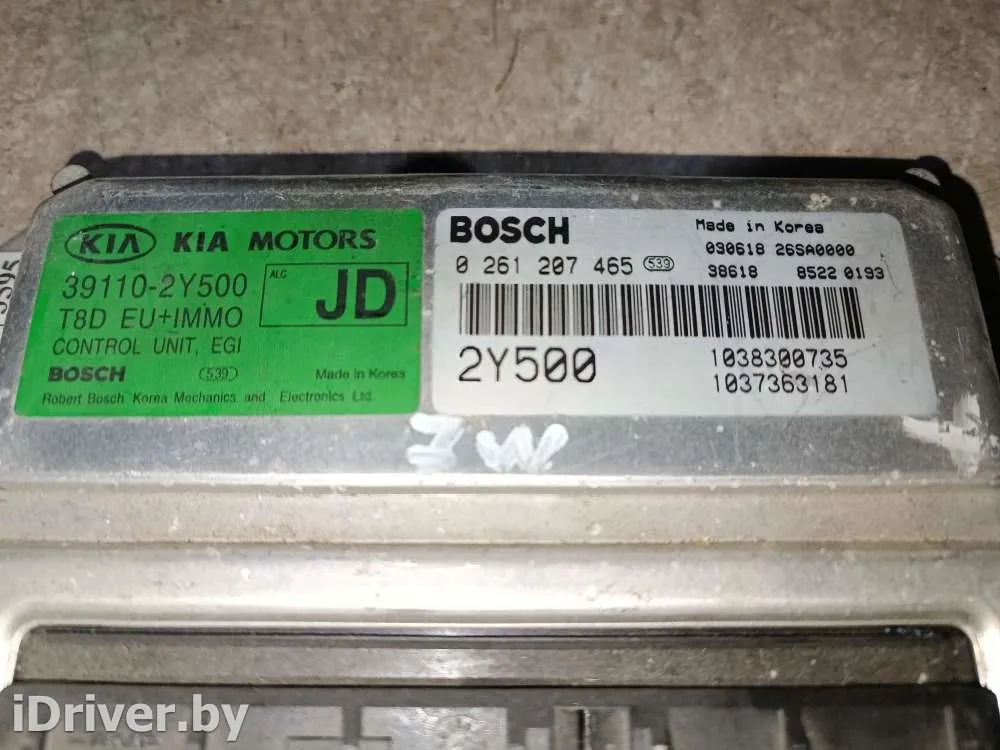 KIA KIA MOTORS
39110-2Y500
ALC
JD
T8D EU+IMMO
CONTROL UNIT, EGI
BOSCH 539 Made in Korea
Robert Bosch Korea Mechanics and Electronics Ltd.
BOSCH
Made in Korea
0 261 207 465 539
090618 26SA0000
98618 8522 0193
2Y500
1038300735
1037363181
iDriver.by